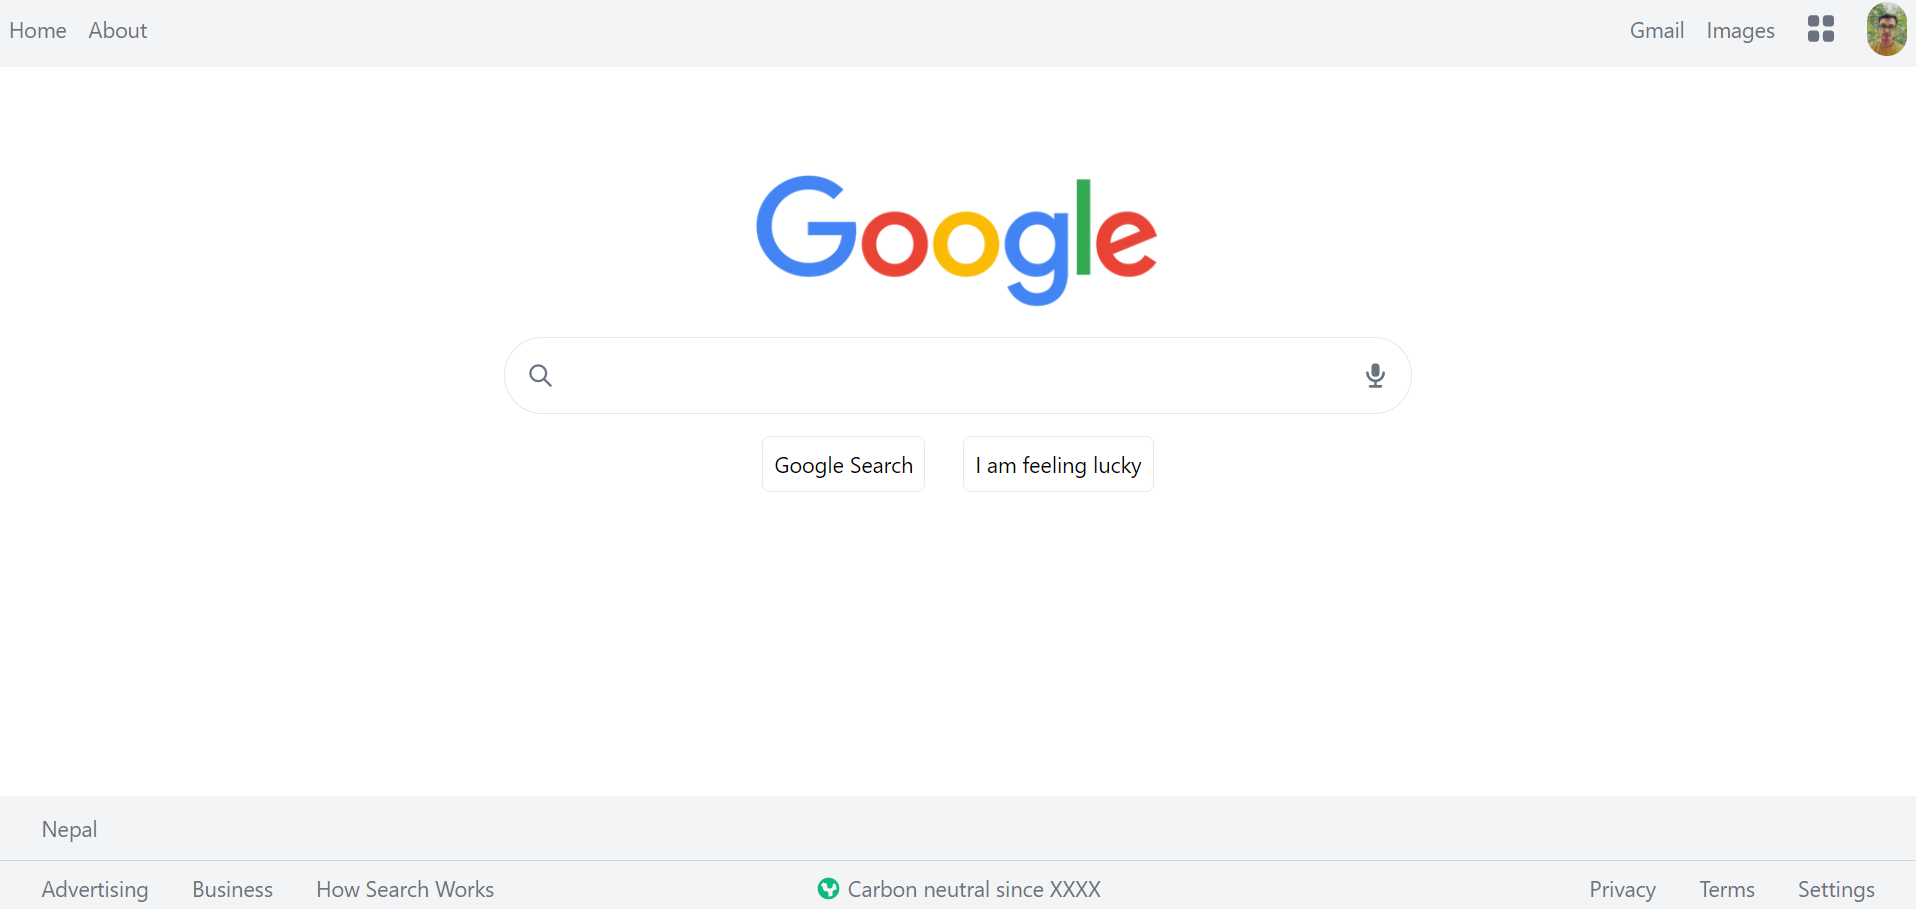 Home About Gmail Images
Google
Google Search I am feeling lucky
Nepal
Advertising Business How Search Works Carbon neutral since XXXX Privacy Terms Settings